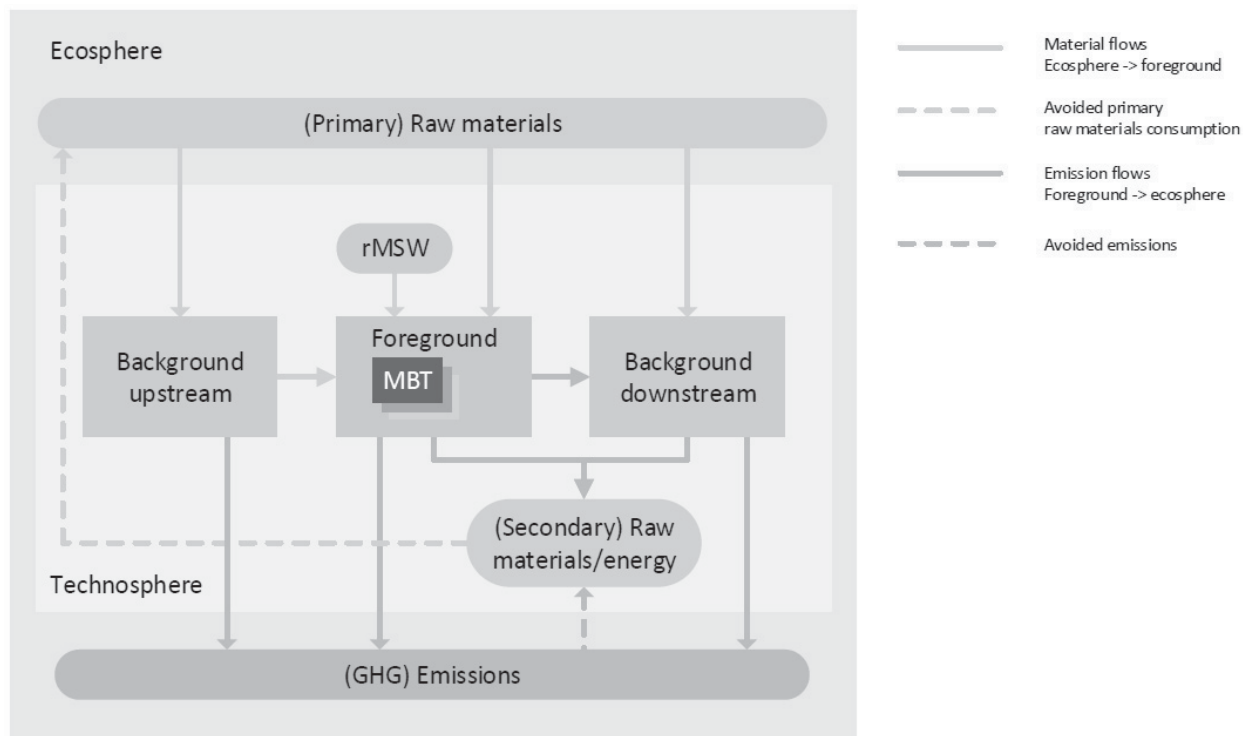 Ecosphere
(Primary) Raw materials
rMSW
Background
upstream
Foreground
MBT
Background
downstream
(Secondary) Raw
materials/energy
Technosphere
(GHG) Emissions
Material flows
Ecosphere -> foreground
Avoided primary
raw materials consumption
Emission flows
Foreground -> ecosphere
Avoided emissions